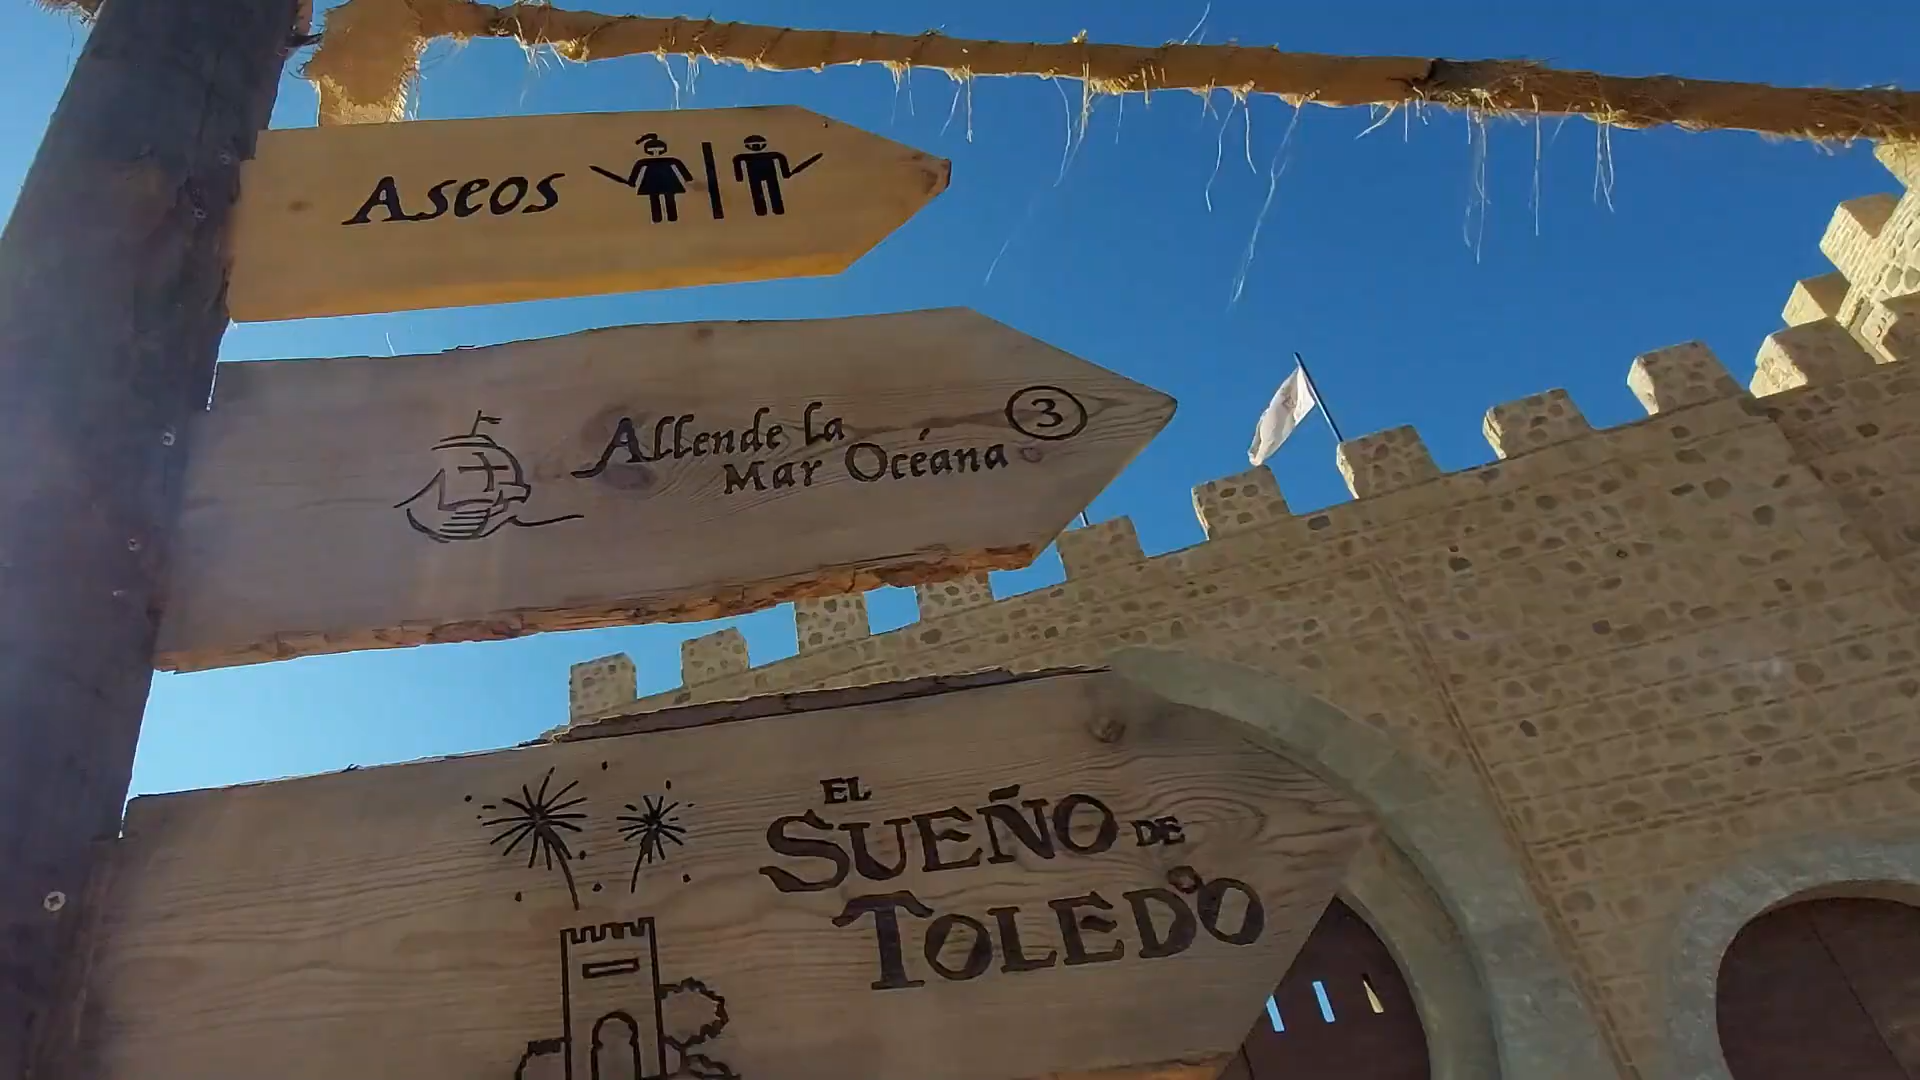 Aseos
Allende la
Mar Océana 3
EL
SUEÑO DE
TOLEDO